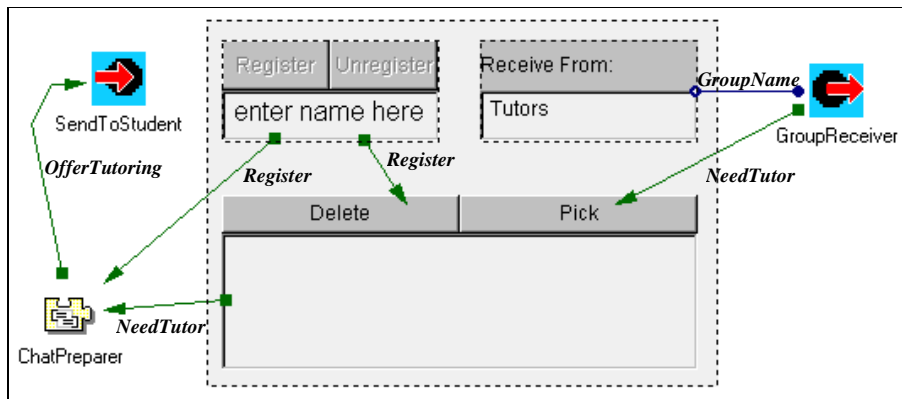 Register Unregister
Receive From:
GroupName
enter name here
Tutors
SendToStudent
GroupReceiver
OfferTutoring
Register
Register
NeedTutor
Delete Pick
NeedTutor
ChatPreparer